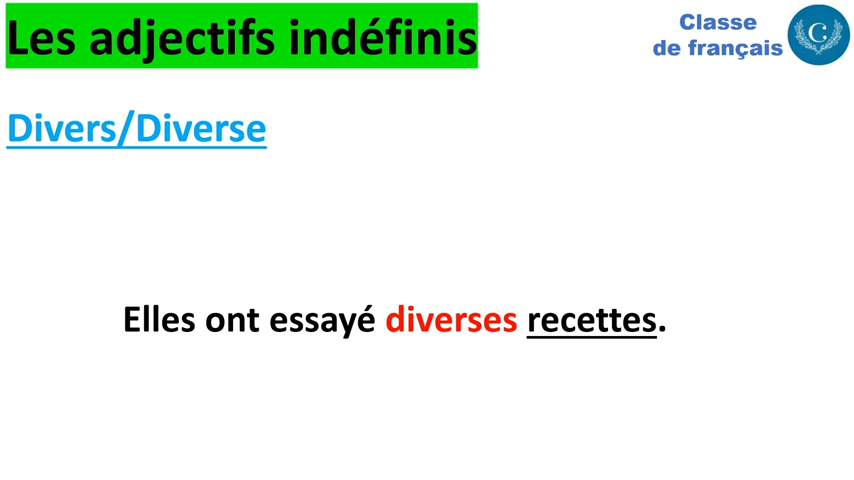 Les adjectifs indéfinis
Classe
de français
C
Divers/Diverse
Elles ont essayé diverses recettes.